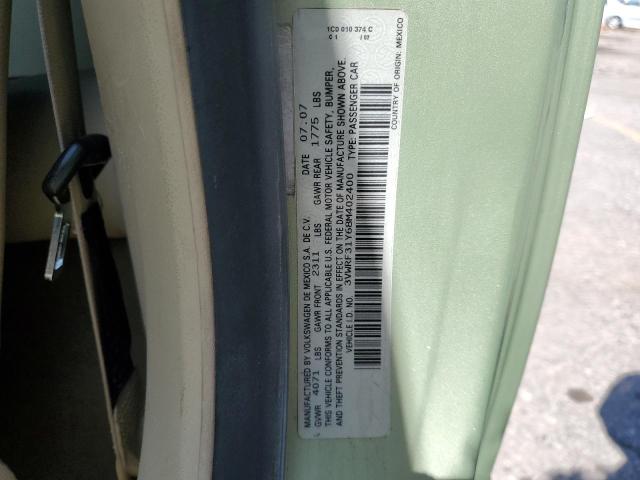 1C0 010 374 C
0 1 / 02
MANUFACTURED BY VOLKSWAGEN DE MEXICO S.A. DE C.V. DATE 07.07
GVWR 4071 LBS GAWR FRONT 2311 LBS GAWR REAR 1775 LBS
THIS VEHICLE CONFORMS TO ALL APPLICABLE U.S. FEDERAL MOTOR VEHICLE SAFETY, BUMPER,
AND THEFT PREVENTION STANDARDS IN EFFECT ON THE DATE OF MANUFACTURE SHOWN ABOVE.
VEHICLE I.D. NO. 3VWRF31Y68M402400 TYPE: PASSENGER CAR
COUNTRY OF ORIGIN: MEXICO